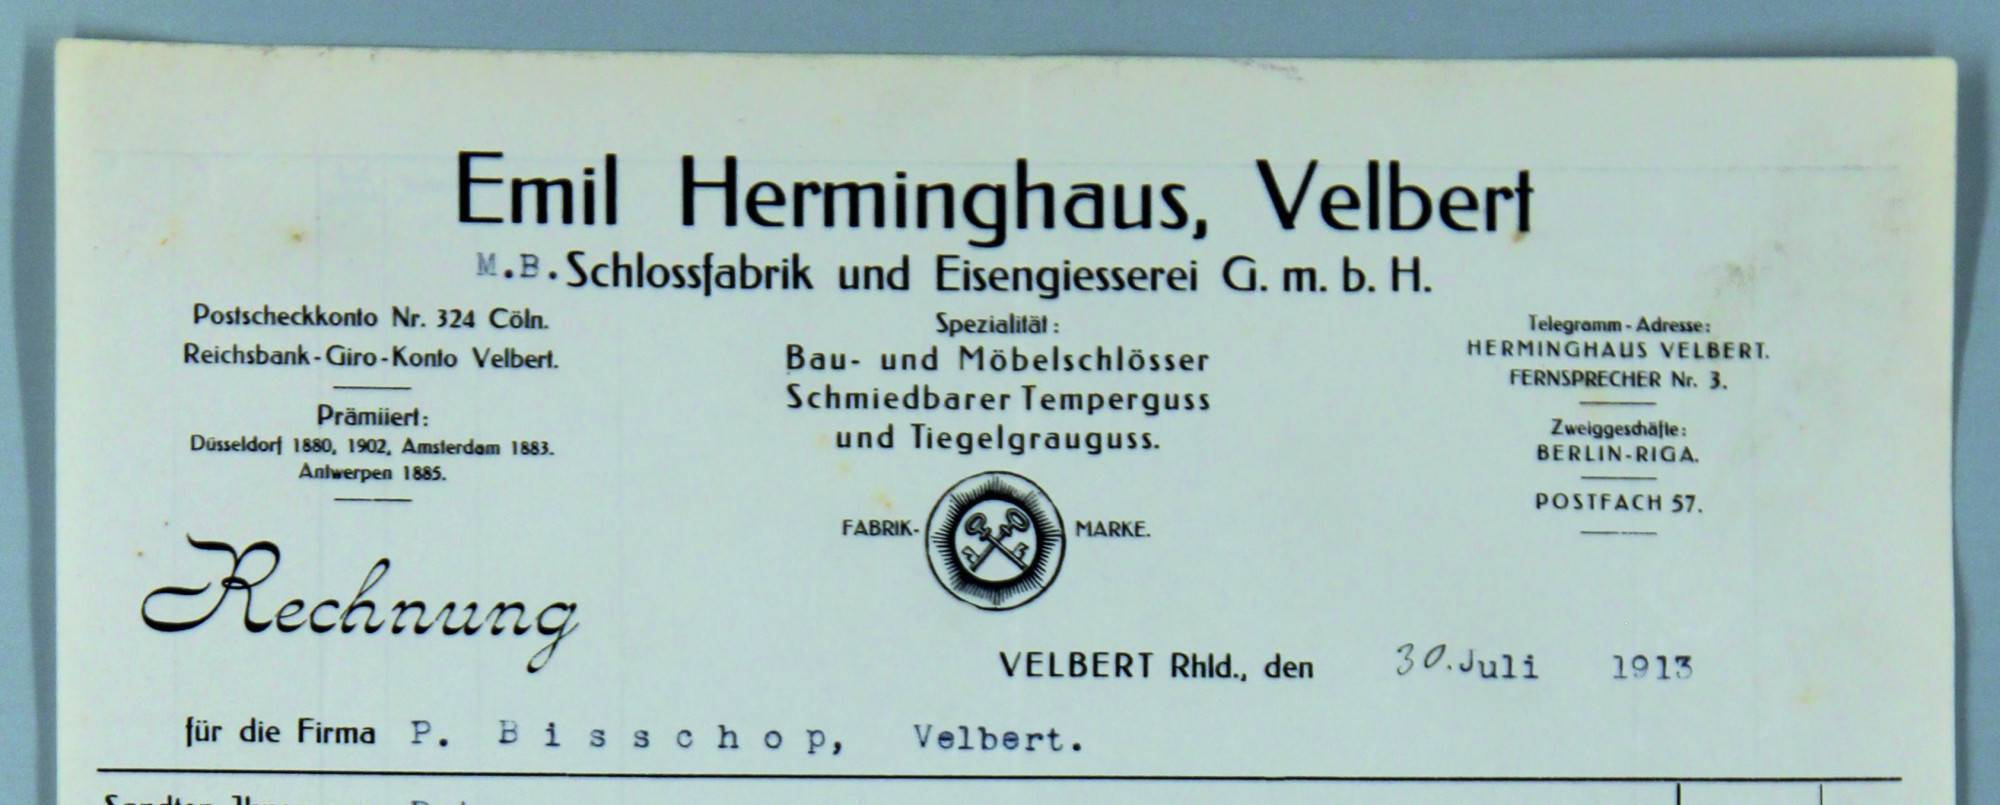 Emil Herminghaus, Velbert
M.B. Schlossfabrik und Eisengiesserei G. m. b. H.
Postscheckkonto Nr. 324 Cöln.
Reichsbank-Giro-Konto Velbert.
Prämiiert:
Düsseldorf 1880, 1902, Amsterdam 1883.
Antwerpen 1885.
Spezialität:
Bau- und Möbelschlösser
Schmiedbarer Temperguss
und Tiegelgrauguss.
FABRIK- MARKE.
Telegramm-Adresse:
HERMINGHAUS VELBERT.
FERNSPRECHER Nr. 3.
Zweiggeschäfte:
BERLIN-RIGA.
POSTFACH 57.
Rechnung
VELBERT Rhld., den 30. Juli 1913
für die Firma P. Bisschop, Velbert.